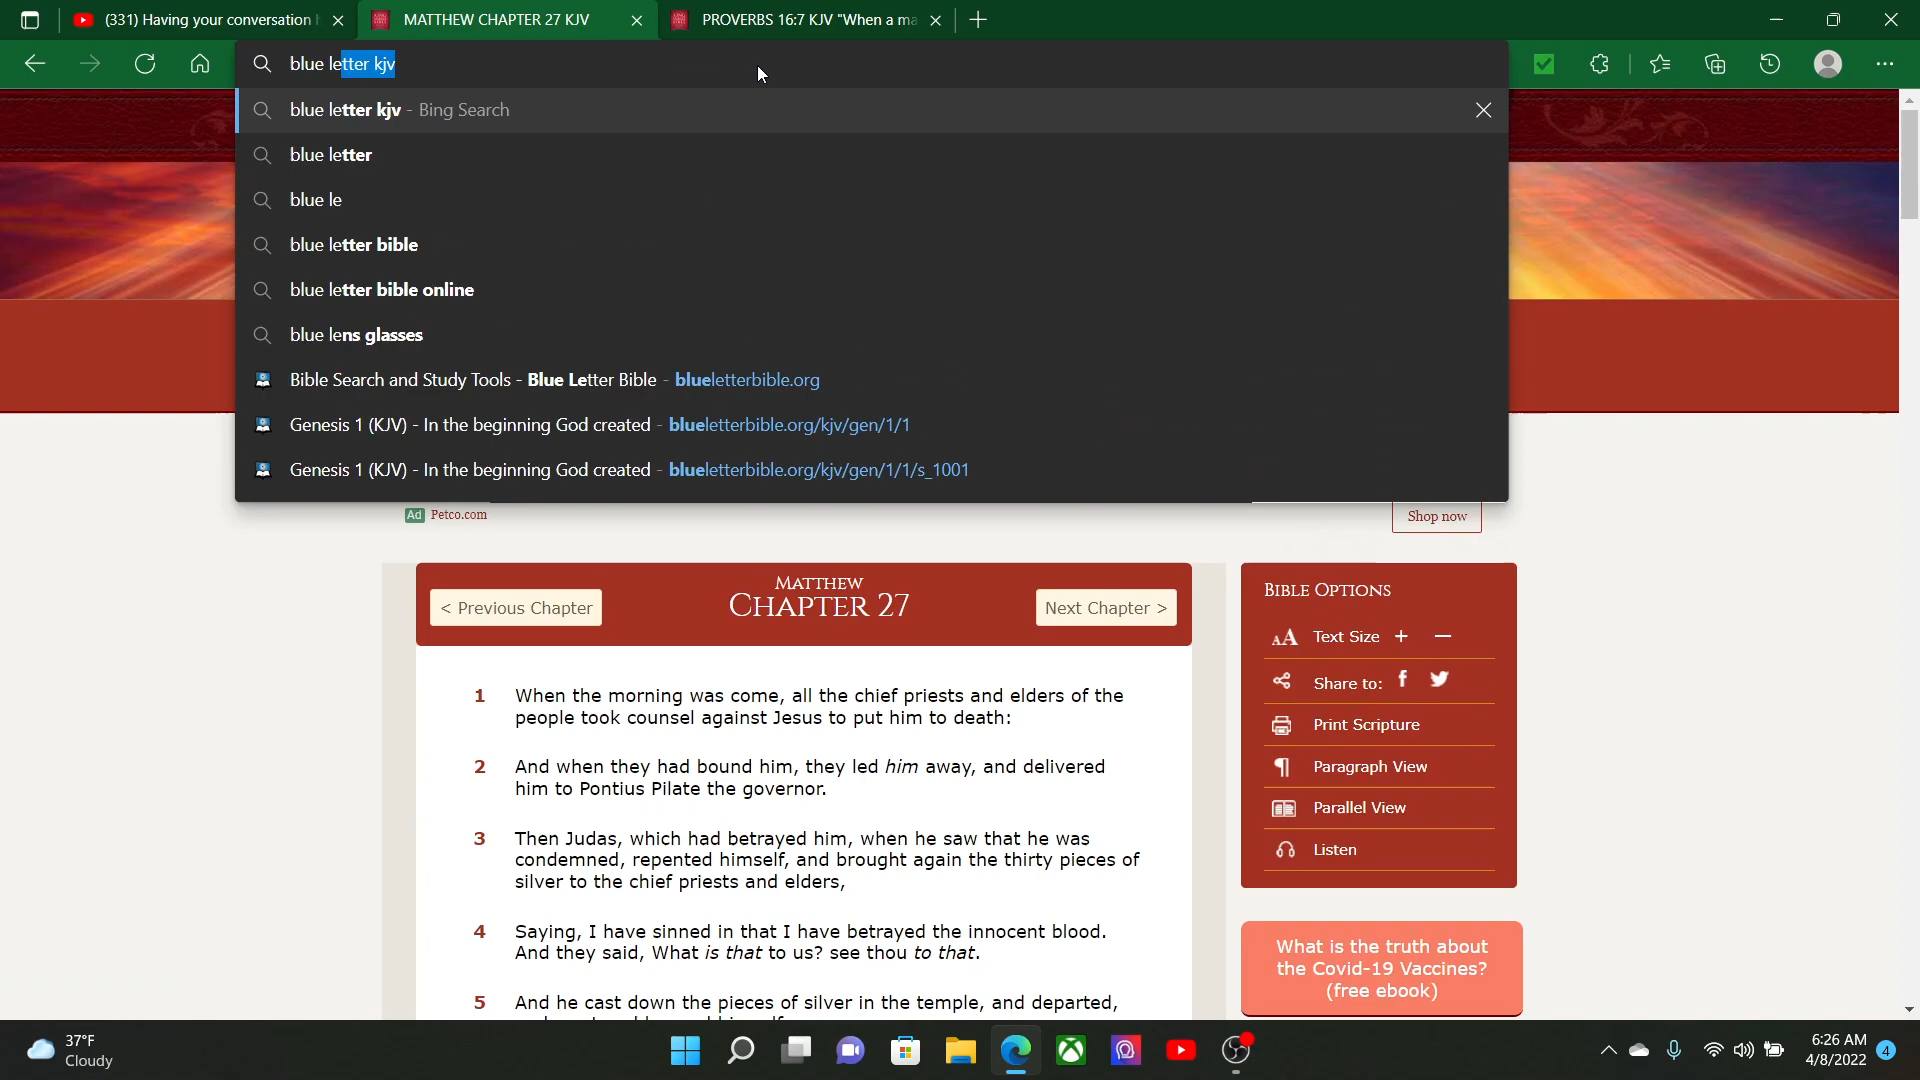 (331) Having your conversation
MATTHEW CHAPTER 27 KJV
PROVERBS 16:7 KJV "When a ma
blue letter kjv
blue letter kjv - Bing Search
blue letter
blue le
blue letter bible
blue letter bible online
blue lens glasses
Bible Search and Study Tools - Blue Letter Bible - blueletterbible.org
Genesis 1 (KJV) - In the beginning God created - blueletterbible.org/kjv/gen/1/1
Genesis 1 (KJV) - In the beginning God created - blueletterbible.org/kjv/gen/1/1/s_1001
Ad Petco.com
Shop now
< Previous Chapter
MATTHEW
CHAPTER 27
Next Chapter >
1 When the morning was come, all the chief priests and elders of the
people took counsel against Jesus to put him to death:
2 And when they had bound him, they led him away, and delivered
him to Pontius Pilate the governor.
3 Then Judas, which had betrayed him, when he saw that he was
condemned, repented himself, and brought again the thirty pieces of
silver to the chief priests and elders,
4 Saying, I have sinned in that I have betrayed the innocent blood.
And they said, What is that to us? see thou to that.
5 And he cast down the pieces of silver in the temple, and departed,
BIBLE OPTIONS
AA Text Size + −
Share to: f
Print Scripture
¶ Paragraph View
Parallel View
Listen
What is the truth about
the Covid-19 Vaccines?
(free ebook)
37°F
Cloudy
6:26 AM
4/8/2022
4